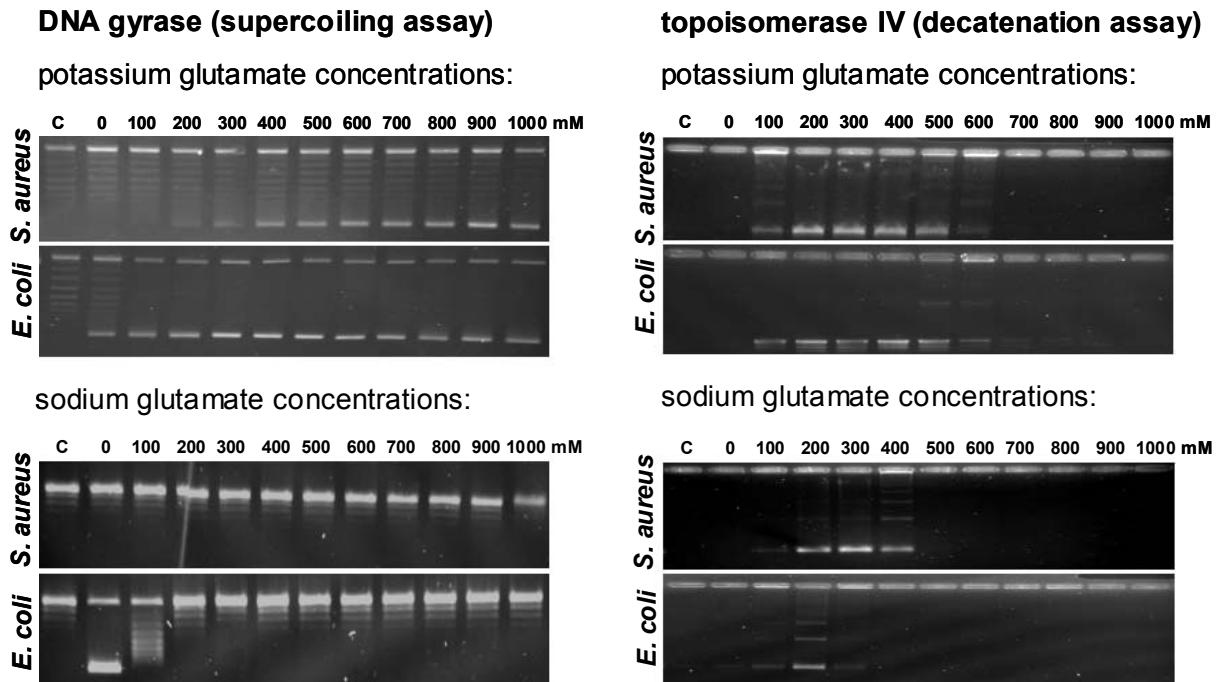 DNA gyrase (supercoiling assay)
potassium glutamate concentrations:
C 0 100 200 300 400 500 600 700 800 900 1000 mM
S. aureus
E. coli
sodium glutamate concentrations:
C 0 100 200 300 400 500 600 700 800 900 1000 mM
S. aureus
E. coli
topoisomerase IV (decatenation assay)
potassium glutamate concentrations:
C 0 100 200 300 400 500 600 700 800 900 1000 mM
S. aureus
E. coli
sodium glutamate concentrations:
C 0 100 200 300 400 500 600 700 800 900 1000 mM
S. aureus
E. coli